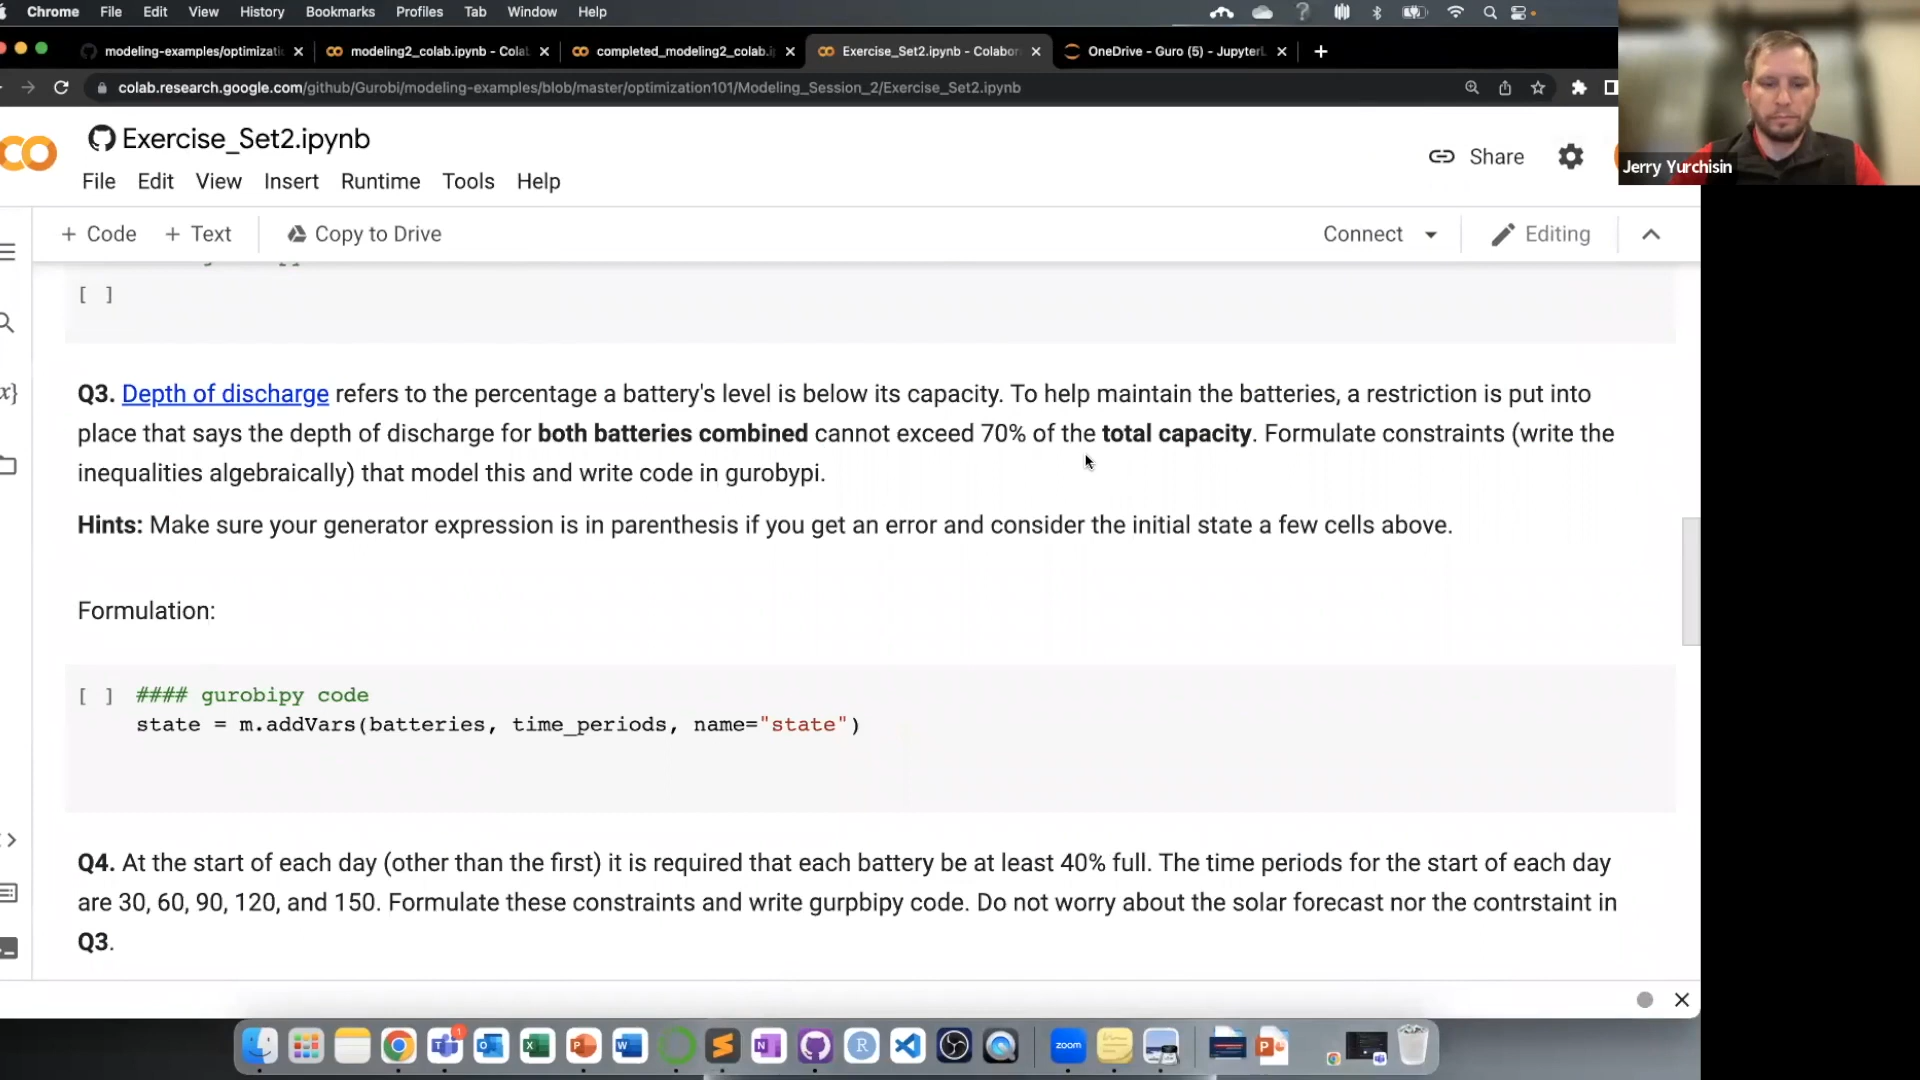 Chrome File Edit View History Bookmarks Profiles Tab Window Help
modeling-examples/optimizati
modeling2_colab.ipynb - Colab
completed_modeling2_colab.i
Exercise_Set2.ipynb - Colabor
OneDrive - Guro (5) - JupyterL
colab.research.google.com/github/Gurobi/modeling-examples/blob/master/optimization101/Modeling_Session_2/Exercise_Set2.ipynb
Jerry Yurchisin
Exercise_Set2.ipynb
Share
File Edit View Insert Runtime Tools Help
+ Code + Text Copy to Drive Connect Editing
[ ]
Q3. Depth of discharge refers to the percentage a battery's level is below its capacity. To help maintain the batteries, a restriction is put into
place that says the depth of discharge for both batteries combined cannot exceed 70% of the total capacity. Formulate constraints (write the
inequalities algebraically) that model this and write code in gurobypi.
Hints: Make sure your generator expression is in parenthesis if you get an error and consider the initial state a few cells above.
Formulation:
[ ] #### gurobipy code
state = m.addVars(batteries, time_periods, name="state")
Q4. At the start of each day (other than the first) it is required that each battery be at least 40% full. The time periods for the start of each day
are 30, 60, 90, 120, and 150. Formulate these constraints and write gurpbipy code. Do not worry about the solar forecast nor the contrstaint in
Q3.
zoom